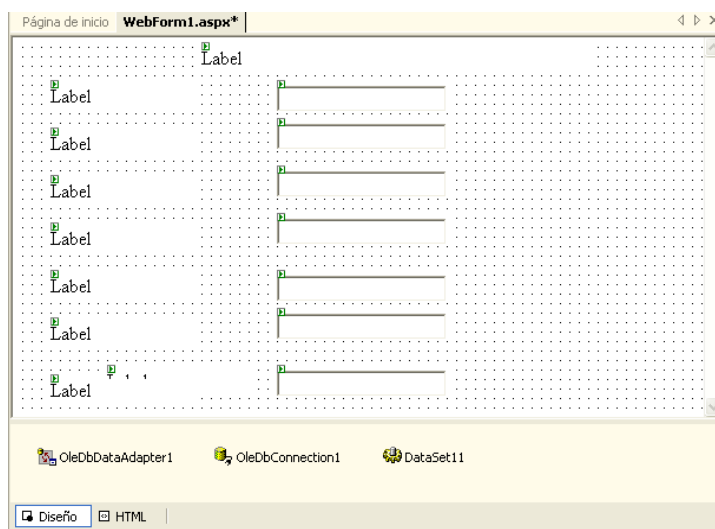 Página de inicio WebForm1.aspx*
Label
Label
Label
Label
Label
Label
Label
Label
OleDbDataAdapter1 OleDbConnection1 DataSet11
Diseño HTML